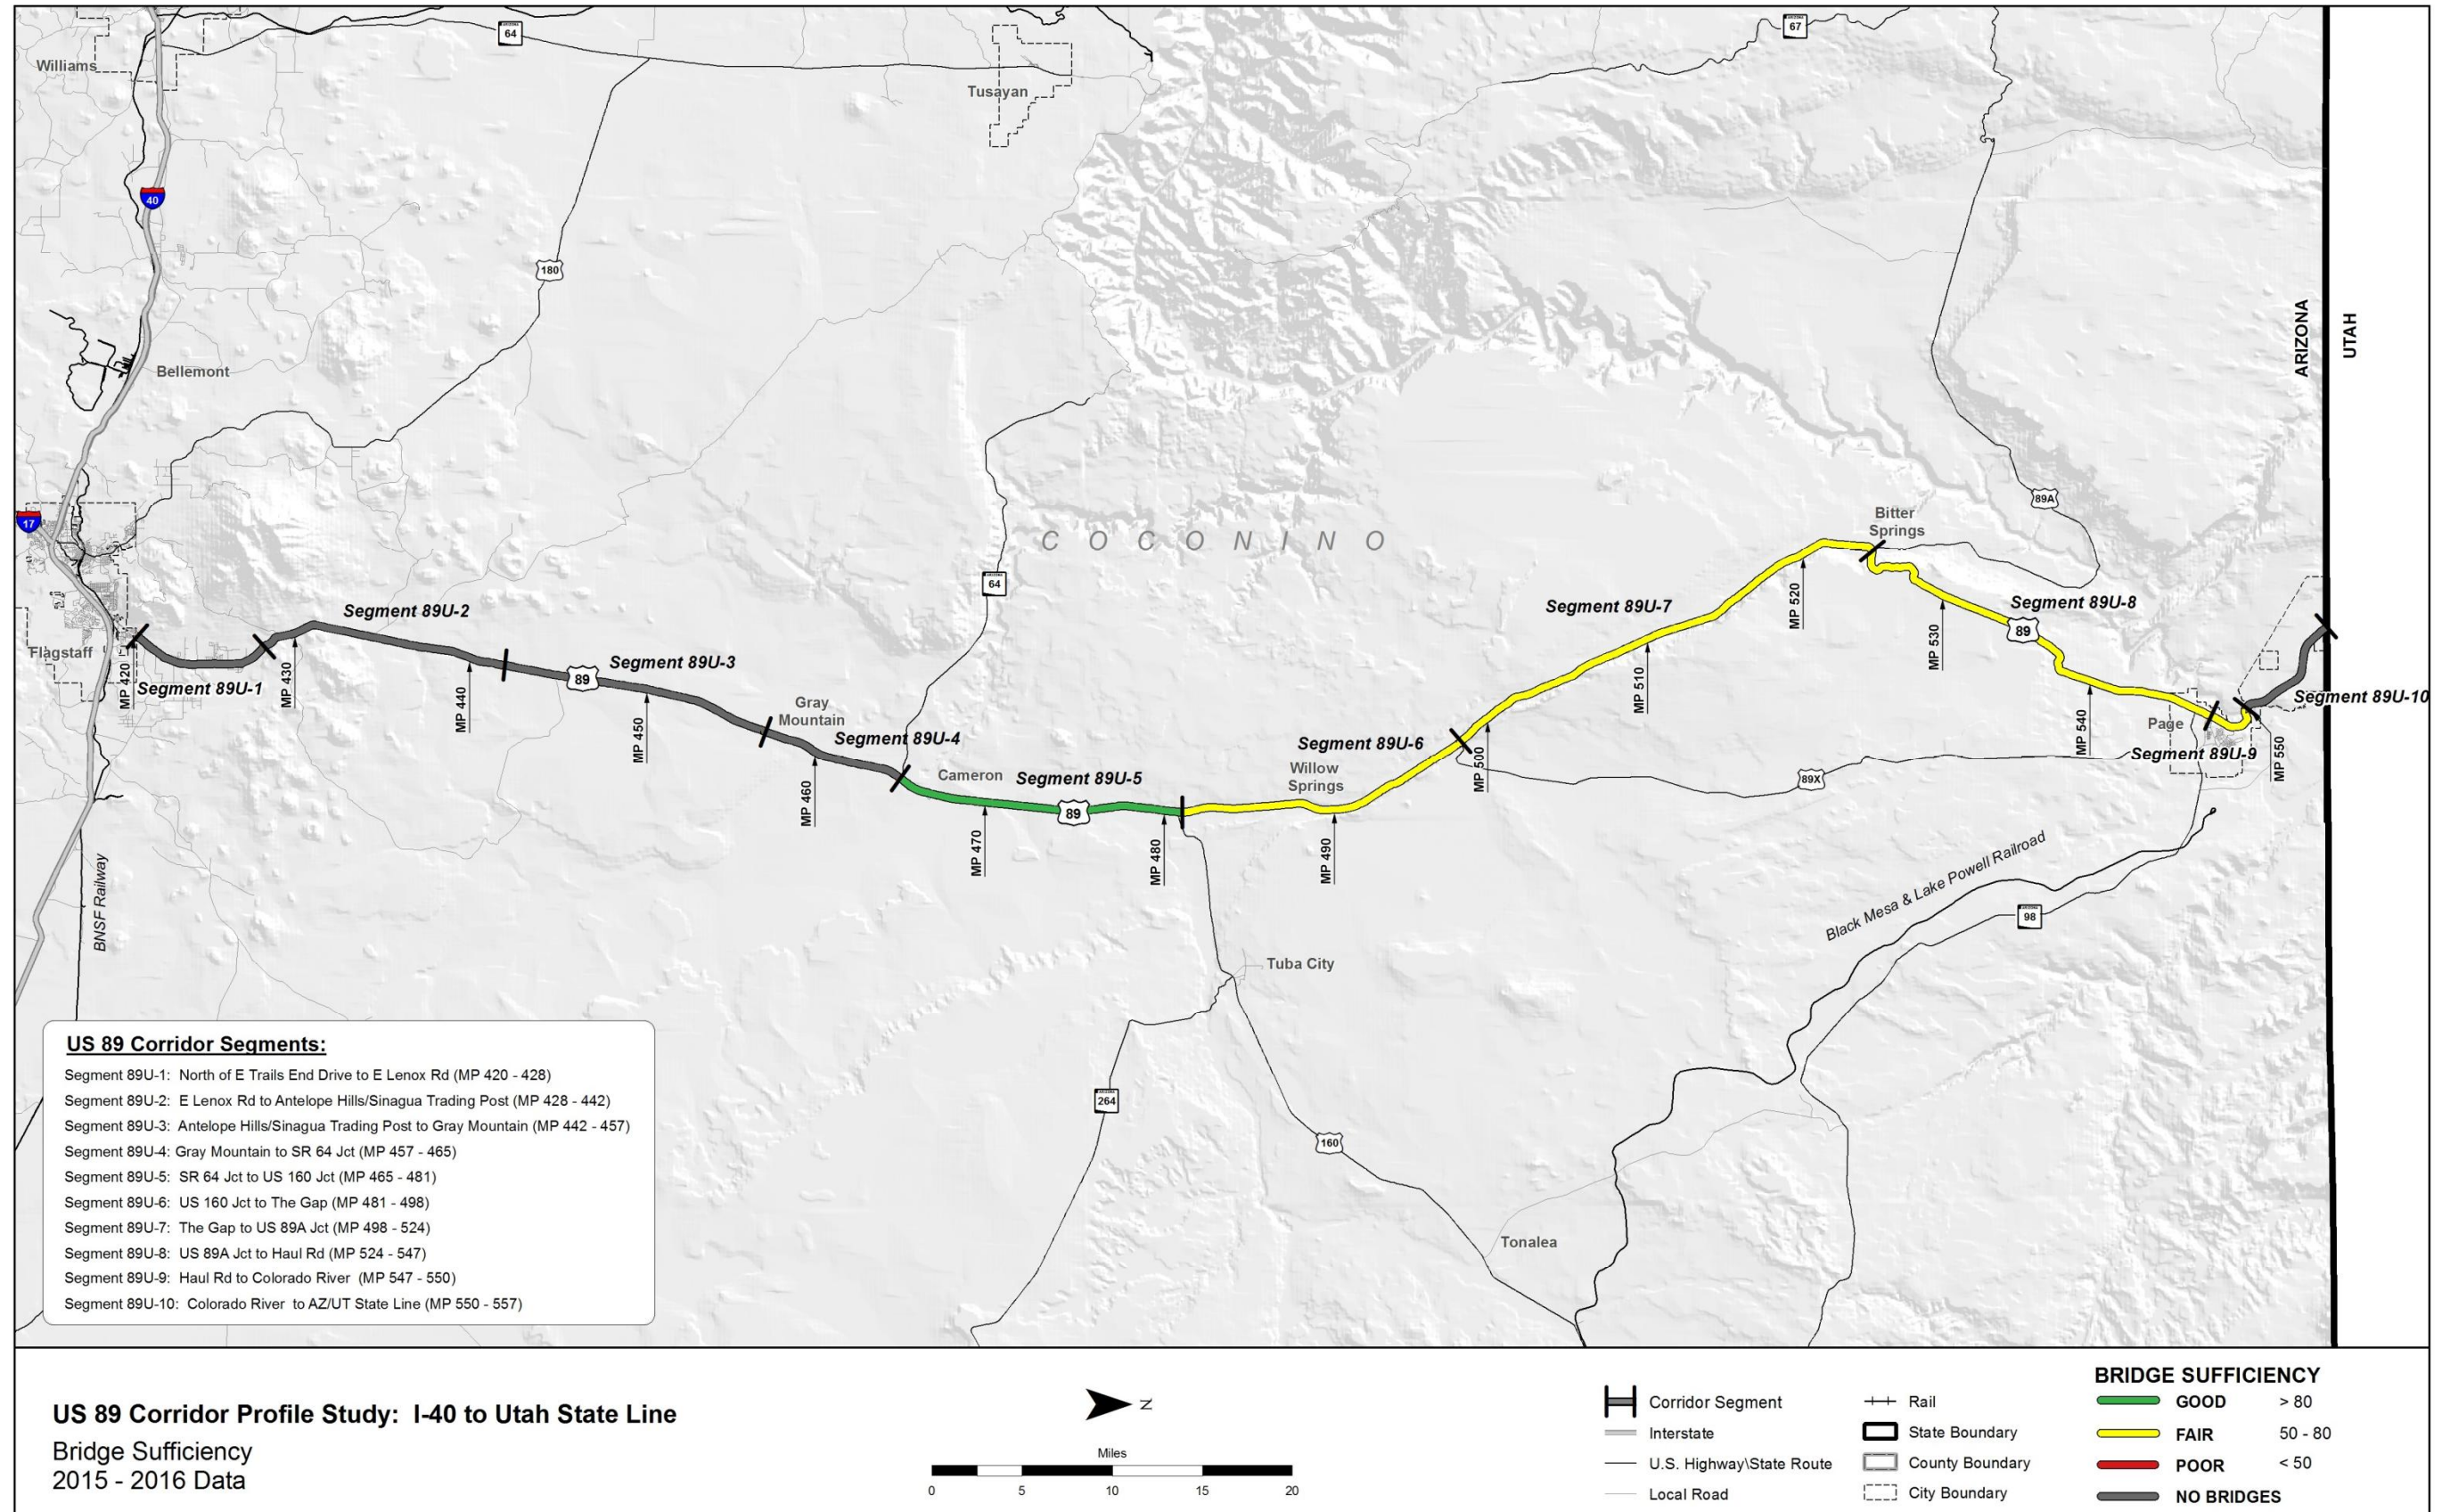 64
67
Williams
Tusayan
40
180
ARIZONA
UTAH
Bellemont
89A
17
Bitter
Springs
C O C O N I N O
64
MP 520
Segment 89U-2
Segment 89U-7
Segment 89U-8
MP 530
89
Flagstaff
MP 420
Segment 89U-1
MP 430
MP 440
89
Segment 89U-3
MP 450
MP 510
Segment 89U-10
Gray
Mountain
Segment 89U-4
MP 460
Segment 89U-6
Willow
Springs
MP 500
MP 540
Page
Segment 89U-9
MP 550
Cameron
Segment 89U-5
89
89X
MP 470
MP 480
MP 490
BNSF Railway
Black Mesa & Lake Powell Railroad
98
Tuba City
264
160
Tonalea
US 89 Corridor Segments:
Segment 89U-1: North of E Trails End Drive to E Lenox Rd (MP 420 - 428)
Segment 89U-2: E Lenox Rd to Antelope Hills/Sinagua Trading Post (MP 428 - 442)
Segment 89U-3: Antelope Hills/Sinagua Trading Post to Gray Mountain (MP 442 - 457)
Segment 89U-4: Gray Mountain to SR 64 Jct (MP 457 - 465)
Segment 89U-5: SR 64 Jct to US 160 Jct (MP 465 - 481)
Segment 89U-6: US 160 Jct to The Gap (MP 481 - 498)
Segment 89U-7: The Gap to US 89A Jct (MP 498 - 524)
Segment 89U-8: US 89A Jct to Haul Rd (MP 524 - 547)
Segment 89U-9: Haul Rd to Colorado River (MP 547 - 550)
Segment 89U-10: Colorado River to AZ/UT State Line (MP 550 - 557)
US 89 Corridor Profile Study: I-40 to Utah State Line
Bridge Sufficiency
2015 - 2016 Data
N
Miles
0 5 10 15 20
Corridor Segment
Interstate
U.S. Highway\State Route
Local Road
Rail
State Boundary
County Boundary
City Boundary
BRIDGE SUFFICIENCY
GOOD > 80
FAIR 50 - 80
POOR < 50
NO BRIDGES